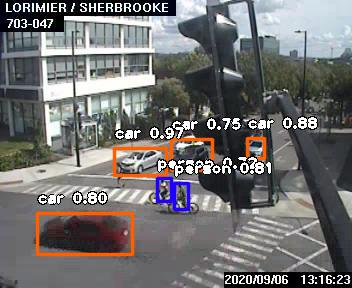 LORIMIER / SHERBROOKE
703-047
car 0.75
car 0.88
car 0.97
person 0.81
car 0.80
2020/09/06 13:16:23